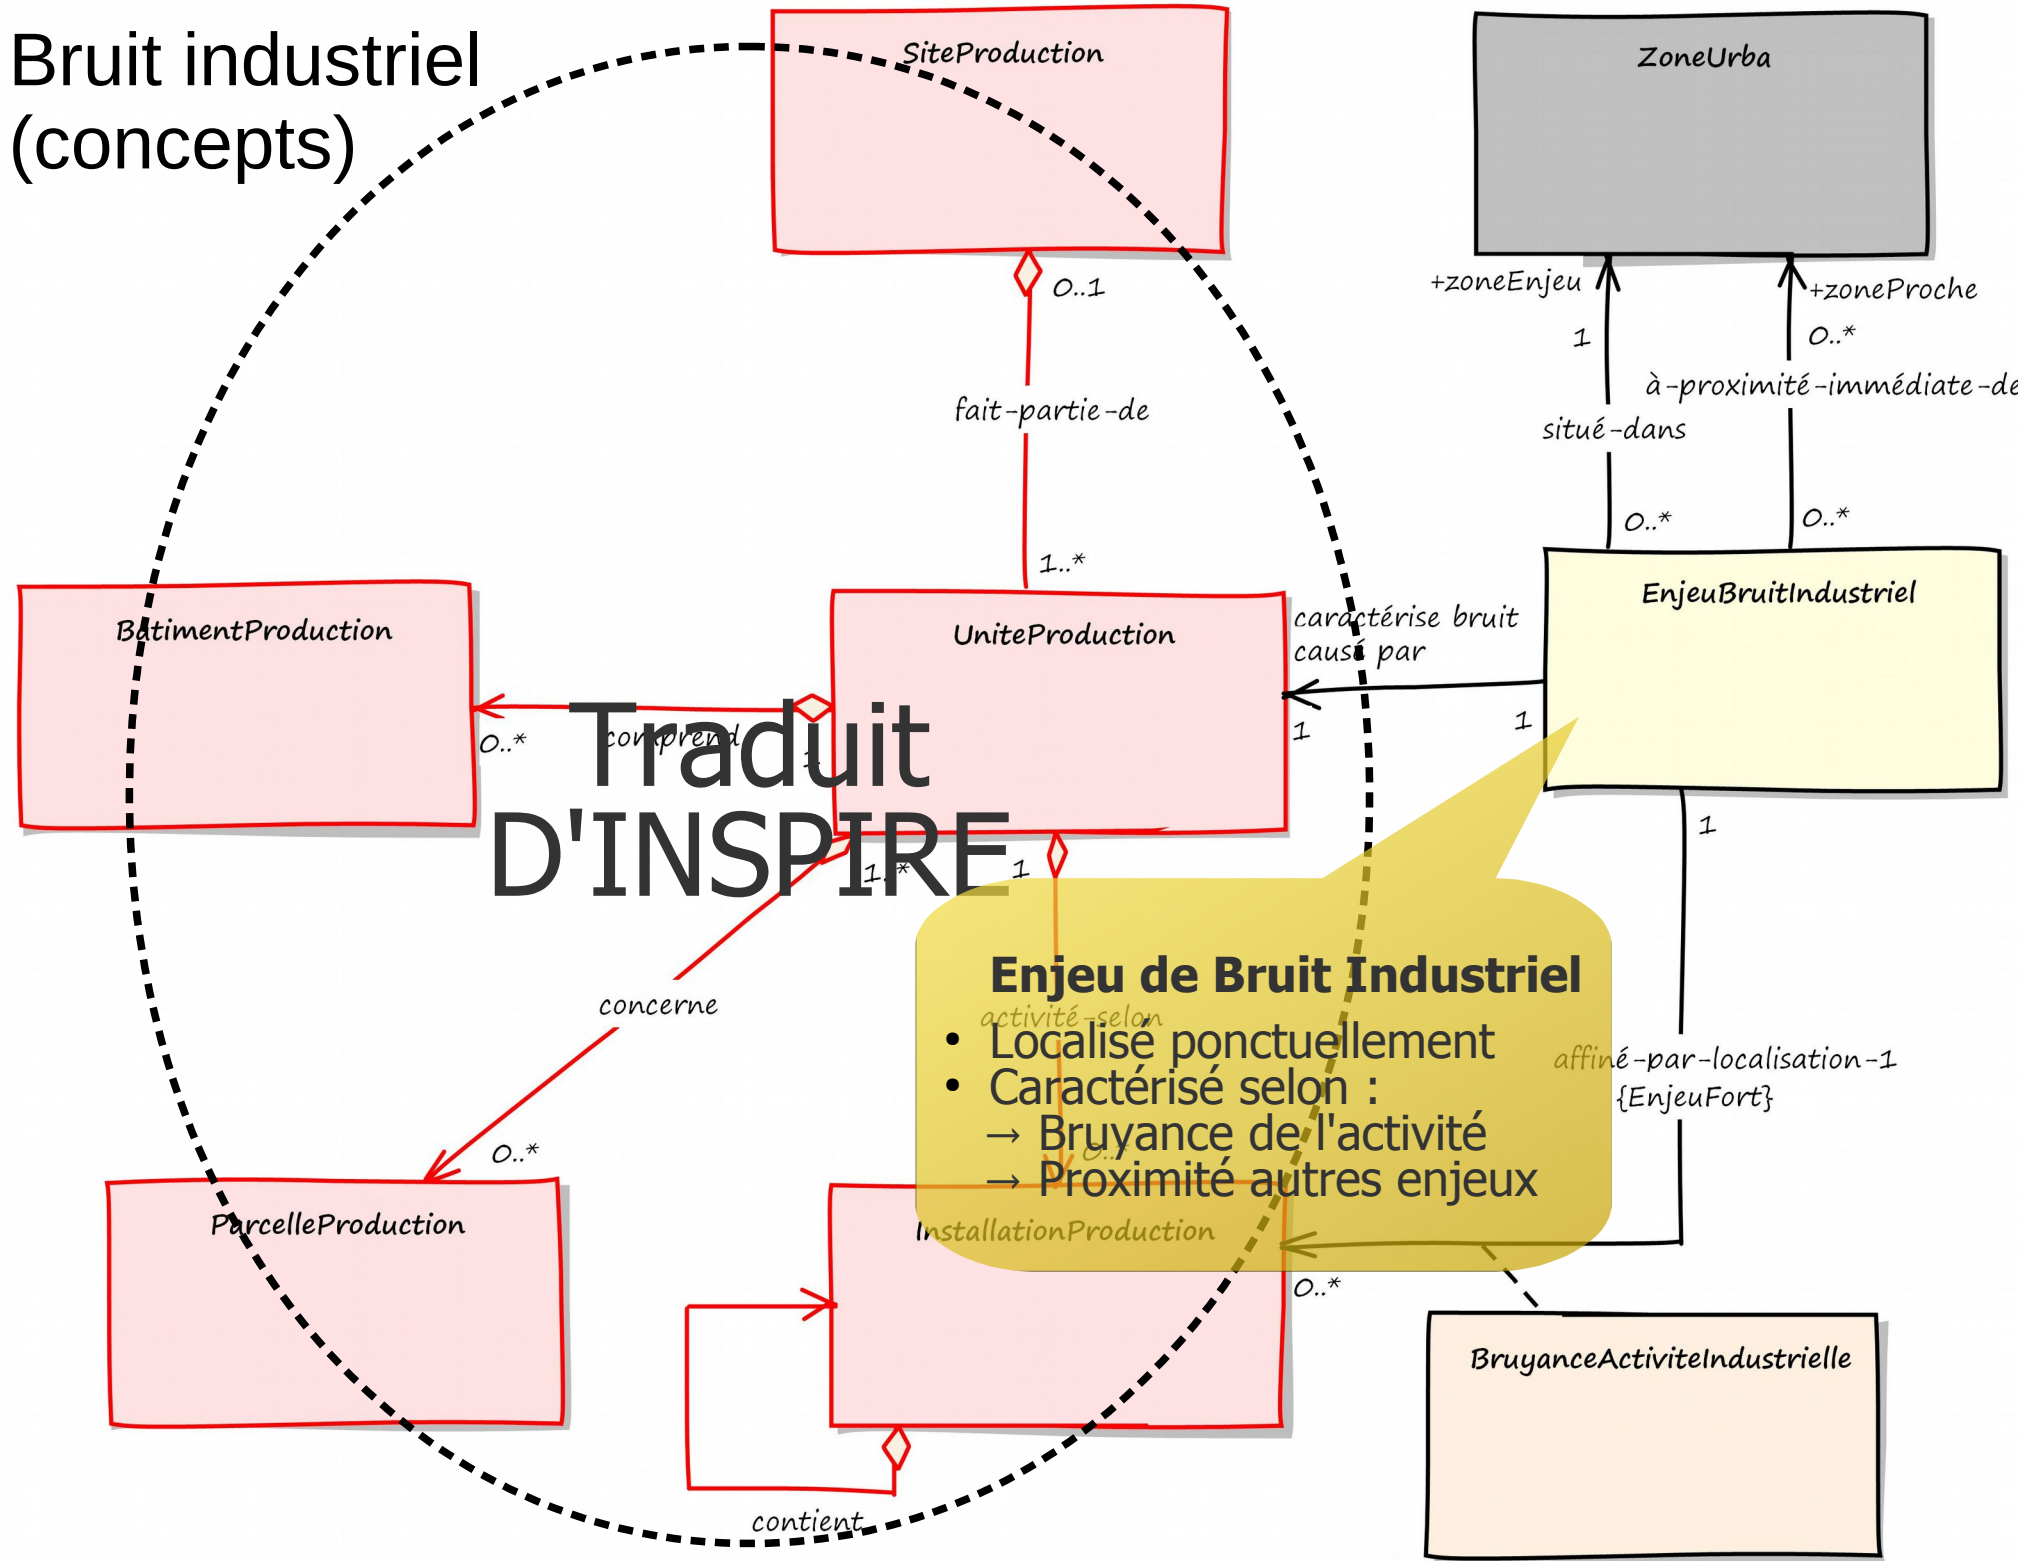 Bruit industriel
(concepts)
SiteProduction
ZoneUrba
0..1
+zoneEnjeu
+zoneProche
1
0..*
à-proximité-immédiate-de
fait-partie-de
situé-dans
0..*
0..*
1..*
BatimentProduction
UniteProduction
EnjeuBruitIndustriel
caractérise bruit
causé par
0..*
comprend
1
1
1
Traduit
D'INSPIRE
1..*
1
1
Enjeu de Bruit Industriel
activité-selon
concerne
• Localisé ponctuellement
• Caractérisé selon :
→ Bruyance de l'activité
→ Proximité autres enjeux
affiné-par-localisation-1
{EnjeuFort}
0..*
0..*
ParcelleProduction
InstallationProduction
0..*
BruyanceActiviteIndustrielle
contient